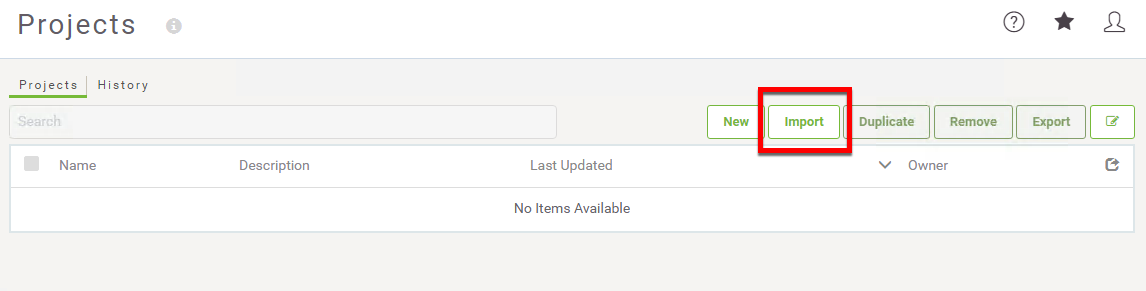 Projects
Projects History
Search New Import Duplicate Remove Export
Name Description Last Updated Owner
No Items Available